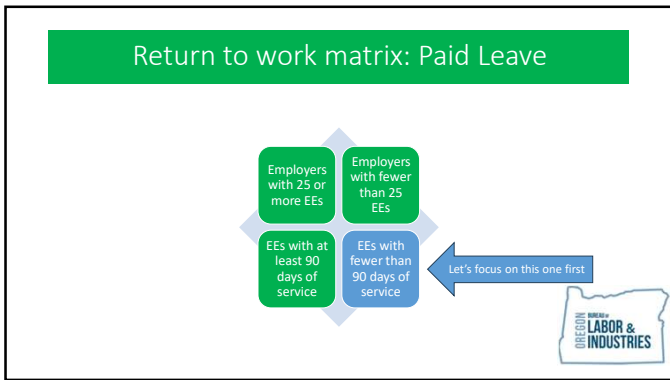 Return to work matrix: Paid Leave
Employers
with 25 or
more EEs
Employers
with fewer
than 25
EEs
EEs with at
least 90
days of
service
EEs with
fewer than
90 days of
service
Let's focus on this one first
OREGON
BUREAU OF
LABOR &
INDUSTRIES